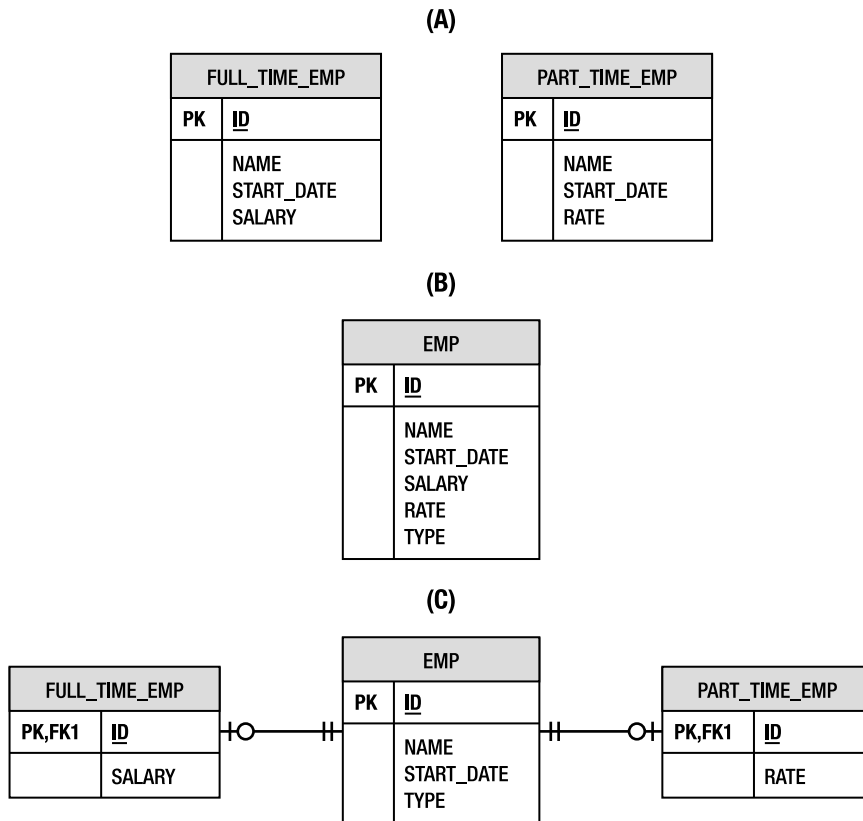 (A)
FULL_TIME_EMP
PK ID
NAME
START_DATE
SALARY
PART_TIME_EMP
PK ID
NAME
START_DATE
RATE
(B)
EMP
PK ID
NAME
START_DATE
SALARY
RATE
TYPE
(C)
FULL_TIME_EMP
PK,FK1 ID
SALARY
EMP
PK ID
NAME
START_DATE
TYPE
PART_TIME_EMP
PK,FK1 ID
RATE